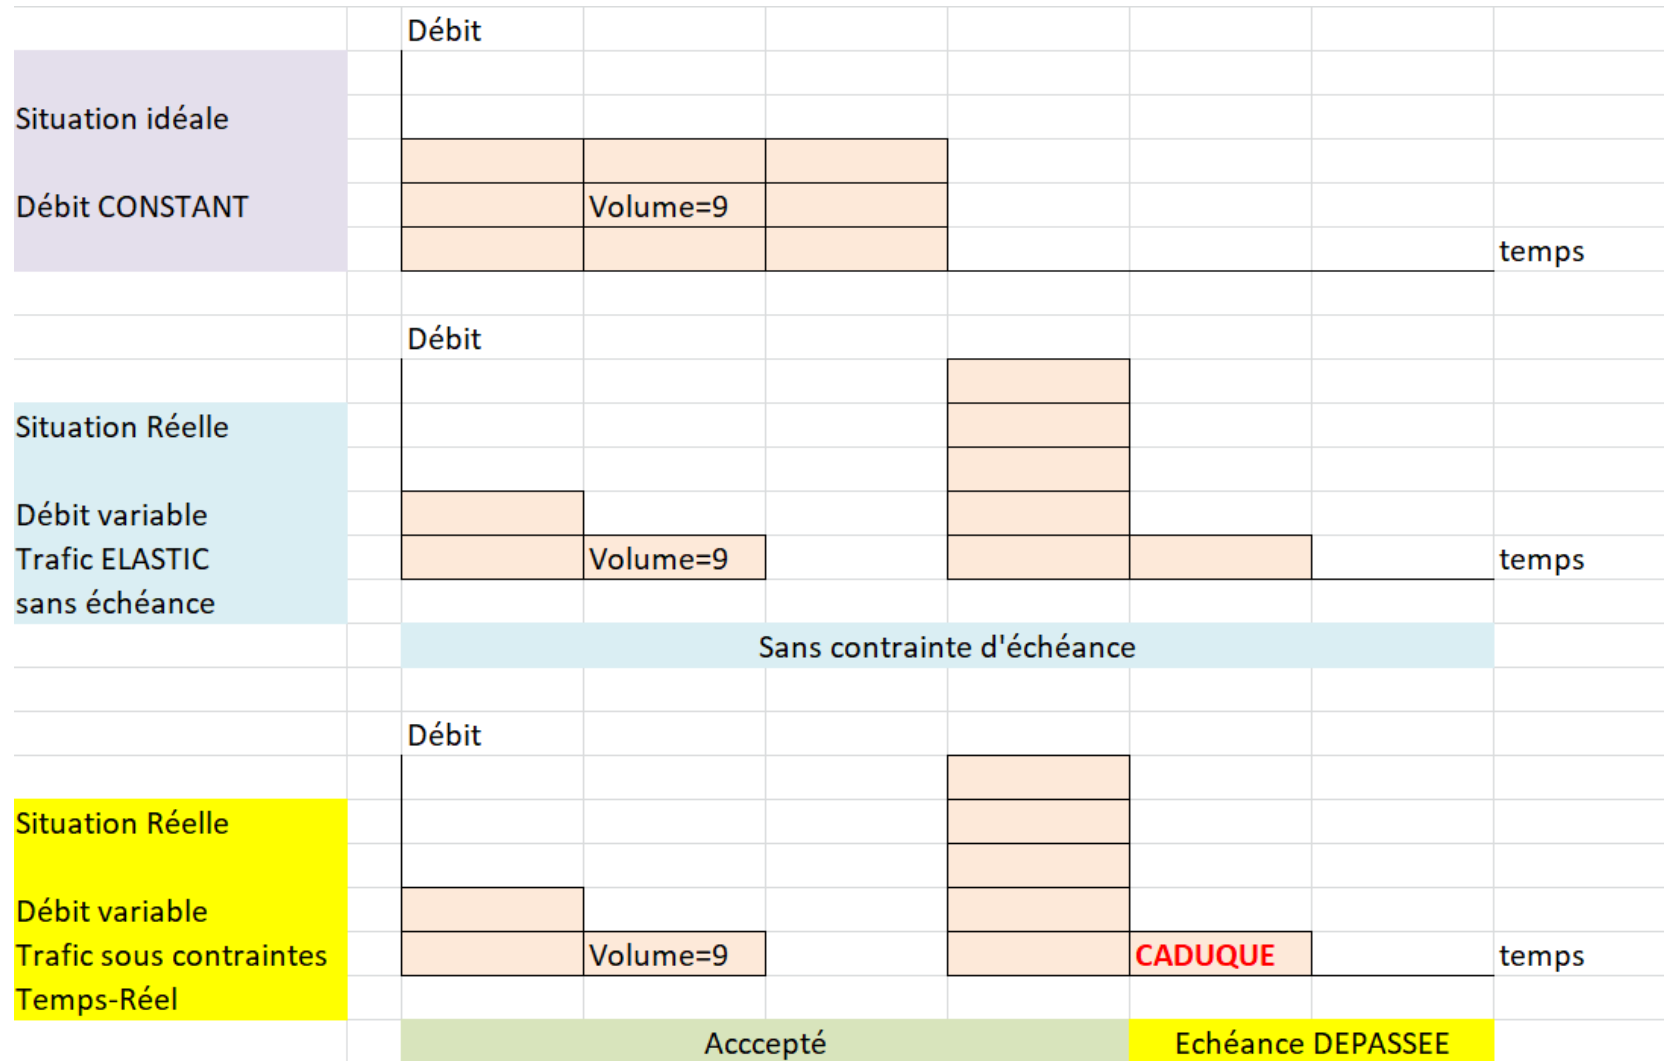 Débit
Situation idéale
Débit CONSTANT
Volume=9
temps
Débit
Situation Réelle
Débit variable
Trafic ELASTIC
Volume=9
temps
sans échéance
Sans contrainte d'échéance
Débit
Situation Réelle
Débit variable
Trafic sous contraintes
Volume=9
CADUQUE
temps
Temps-Réel
Acccepté
Echéance DEPASSEE